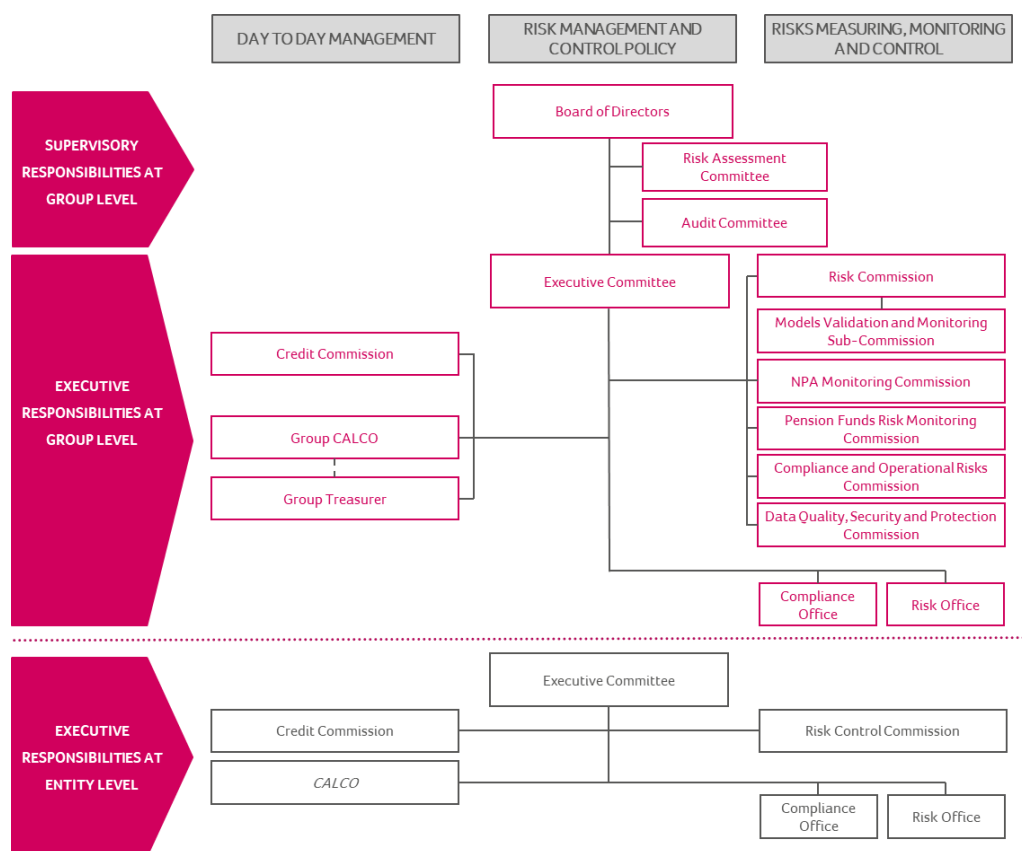 DAY TO DAY MANAGEMENT
RISK MANAGEMENT AND
CONTROL POLICY
RISKS MEASURING, MONITORING
AND CONTROL
SUPERVISORY
RESPONSIBILITIES AT
GROUP LEVEL
Board of Directors
Risk Assessment
Committee
Audit Committee
EXECUTIVE
RESPONSIBILITIES AT
GROUP LEVEL
Executive Committee
Risk Commission
Models Validation and Monitoring
Sub-Commission
Credit Commission
NPA Monitoring Commission
Group CALCO
Pension Funds Risk Monitoring
Commission
Group Treasurer
Compliance and Operational Risks
Commission
Data Quality, Security and Protection
Commission
Compliance
Office
Risk Office
EXECUTIVE
RESPONSIBILITIES AT
ENTITY LEVEL
Executive Committee
Credit Commission
Risk Control Commission
CALCO
Compliance
Office
Risk Office